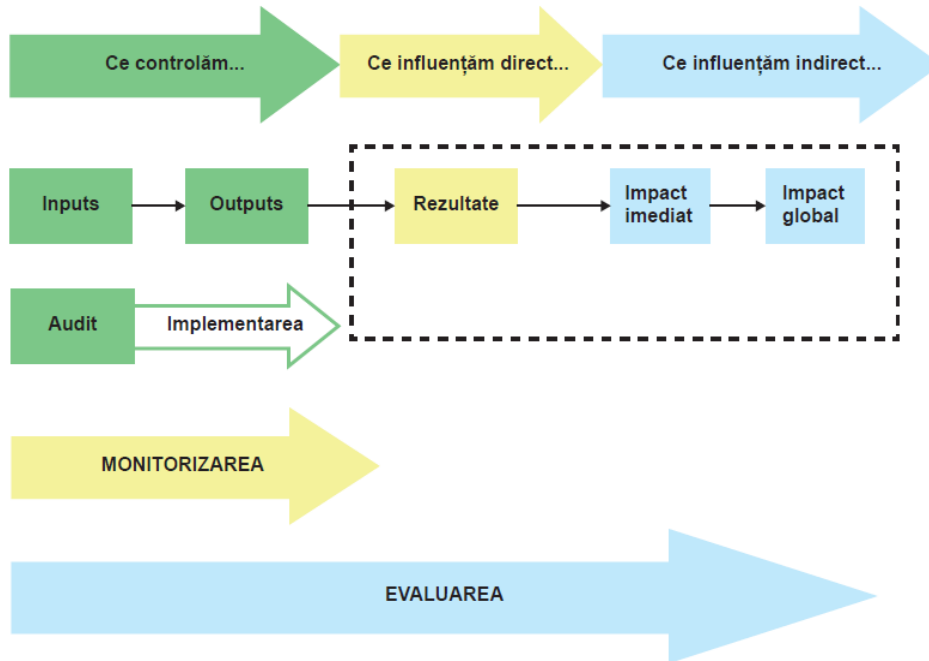 Ce controlăm...
Ce influențăm direct...
Ce influențăm indirect...
Inputs
Outputs
Rezultate
Impact
imediat
Impact
global
Audit
Implementarea
MONITORIZAREA
EVALUAREA